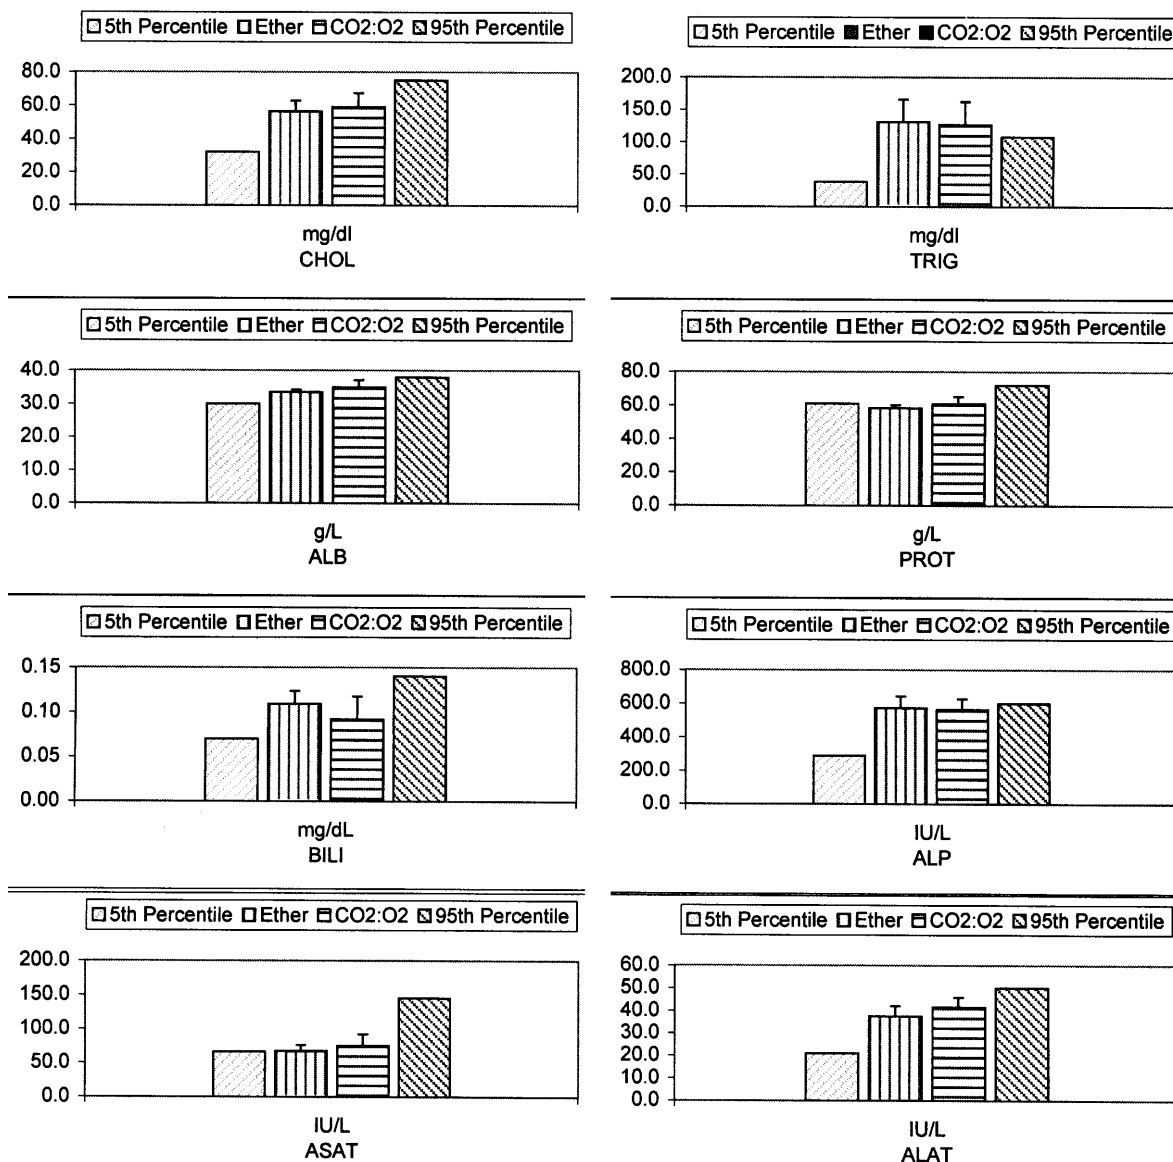 5th Percentile Ether CO2:O2 95th Percentile
80.0
60.0
40.0
20.0
0.0
mg/dl
CHOL
5th Percentile Ether CO2:O2 95th Percentile
200.0
150.0
100.0
50.0
0.0
mg/dl
TRIG
5th Percentile Ether CO2:O2 95th Percentile
40.0
30.0
20.0
10.0
0.0
g/L
ALB
5th Percentile Ether CO2:O2 95th Percentile
80.0
60.0
40.0
20.0
0.0
g/L
PROT
5th Percentile Ether CO2:O2 95th Percentile
0.15
0.10
0.05
0.00
mg/dL
BILI
5th Percentile Ether CO2:O2 95th Percentile
800.0
600.0
400.0
200.0
0.0
IU/L
ALP
5th Percentile Ether CO2:O2 95th Percentile
200.0
150.0
100.0
50.0
0.0
IU/L
ASAT
5th Percentile Ether CO2:O2 95th Percentile
60.0
50.0
40.0
30.0
20.0
10.0
0.0
IU/L
ALAT